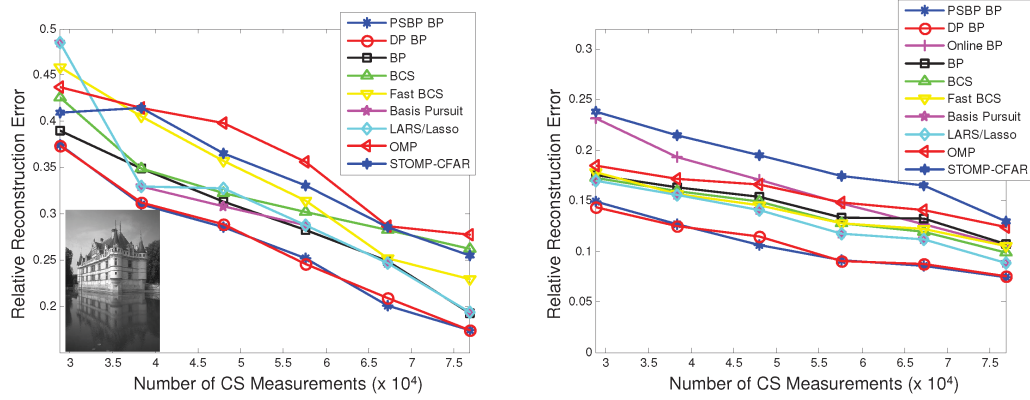 PSBP BP
DP BP
BP
BCS
Fast BCS
Basis Pursuit
LARS/Lasso
OMP
STOMP-CFAR
0.5
0.45
0.4
0.35
0.3
0.25
0.2
Relative Reconstruction Error
3 3.5 4 4.5 5 5.5 6 6.5 7 7.5
Number of CS Measurements (x 10⁴)
PSBP BP
DP BP
Online BP
BP
BCS
Fast BCS
Basis Pursuit
LARS/Lasso
OMP
STOMP-CFAR
0.3
0.25
0.2
0.15
0.1
0.05
0
Relative Reconstruction Error
3 3.5 4 4.5 5 5.5 6 6.5 7 7.5
Number of CS Measurements (x 10⁴)